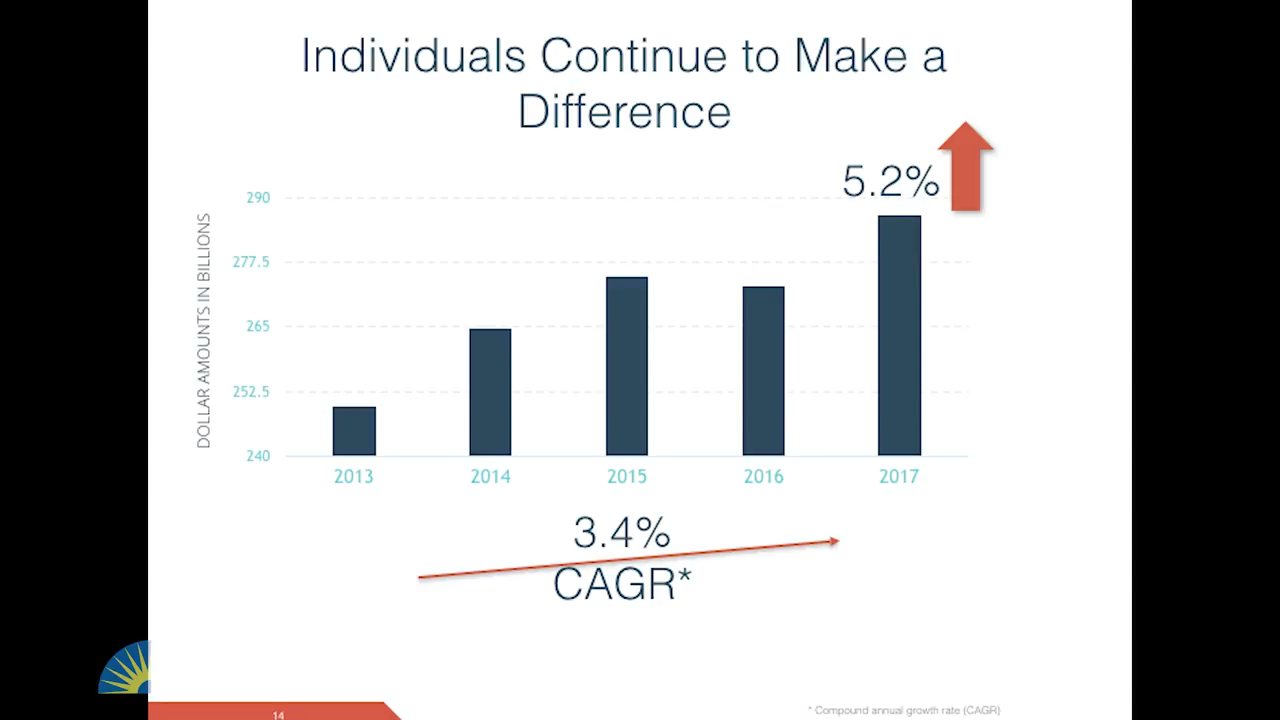 Individuals Continue to Make a
Difference
5.2%
DOLLAR AMOUNTS IN BILLIONS
290
277.5
265
252.5
240
2013 2014 2015 2016 2017
3.4%
CAGR*
14
* Compound annual growth rate (CAGR)